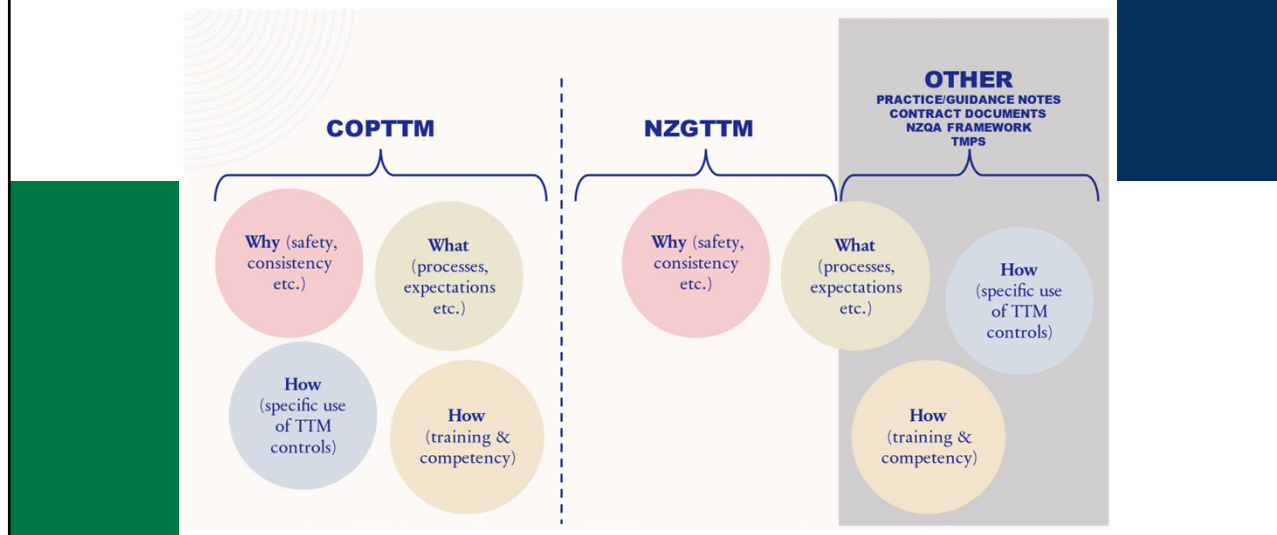 COPTTM
Why (safety,
consistency
etc.)
What
(processes,
expectations
etc.)
How
(specific use
of TTM
controls)
How
(training &
competency)
NZGTTM
OTHER
PRACTICE/GUIDANCE NOTES
CONTRACT DOCUMENTS
NZQA FRAMEWORK
TMPS
Why (safety,
consistency
etc.)
What
(processes,
expectations
etc.)
How
(specific use
of TTM
controls)
How
(training &
competency)